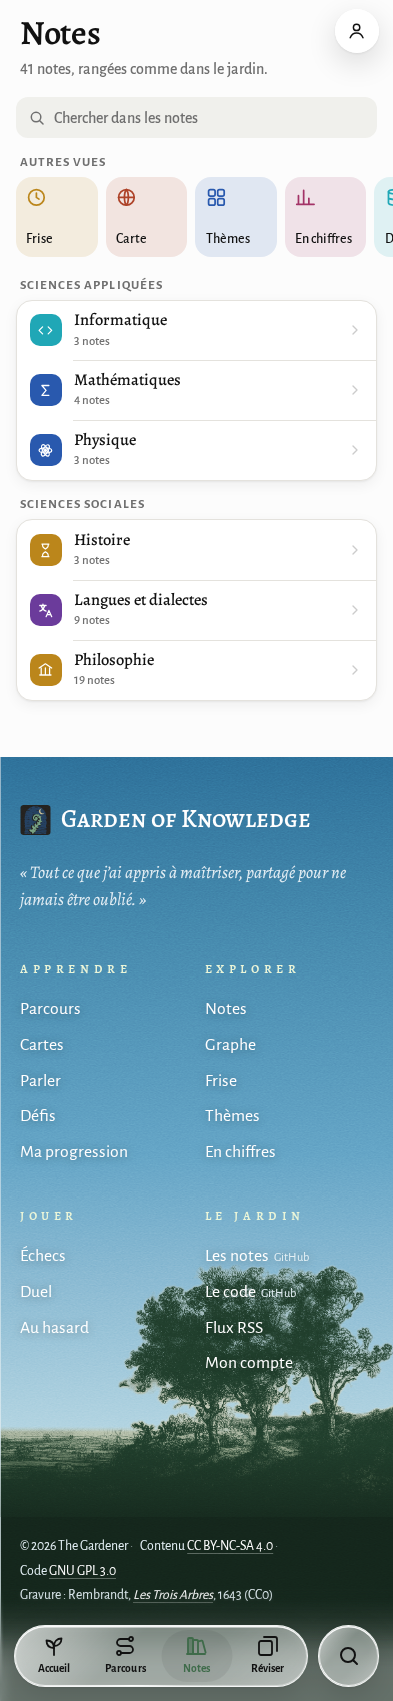 Notes
41 notes, rangées comme dans le jardin.
Chercher dans les notes
AUTRES VUES
Frise
Carte
Thèmes
En chiffres
D
SCIENCES APPLIQUÉES
Informatique
3 notes
Mathématiques
4 notes
Physique
3 notes
SCIENCES SOCIALES
Histoire
3 notes
Langues et dialectes
9 notes
Philosophie
19 notes
GARDEN OF KNOWLEDGE
« Tout ce que j'ai appris à maîtriser, partagé pour ne
jamais être oublié. »
APPRENDRE
Parcours
Cartes
Parler
Défis
Ma progression
EXPLORER
Notes
Graphe
Frise
Thèmes
En chiffres
JOUER
Échecs
Duel
Au hasard
LE JARDIN
Les notes GitHub
Le code GitHub
Flux RSS
Mon compte
© 2026 The Gardener · Contenu CC BY-NC-SA 4.0 ·
Code GNU GPL 3.0
Gravure : Rembrandt, Les Trois Arbres, 1643 (CC0)
Accueil
Parcours
Notes
Réviser